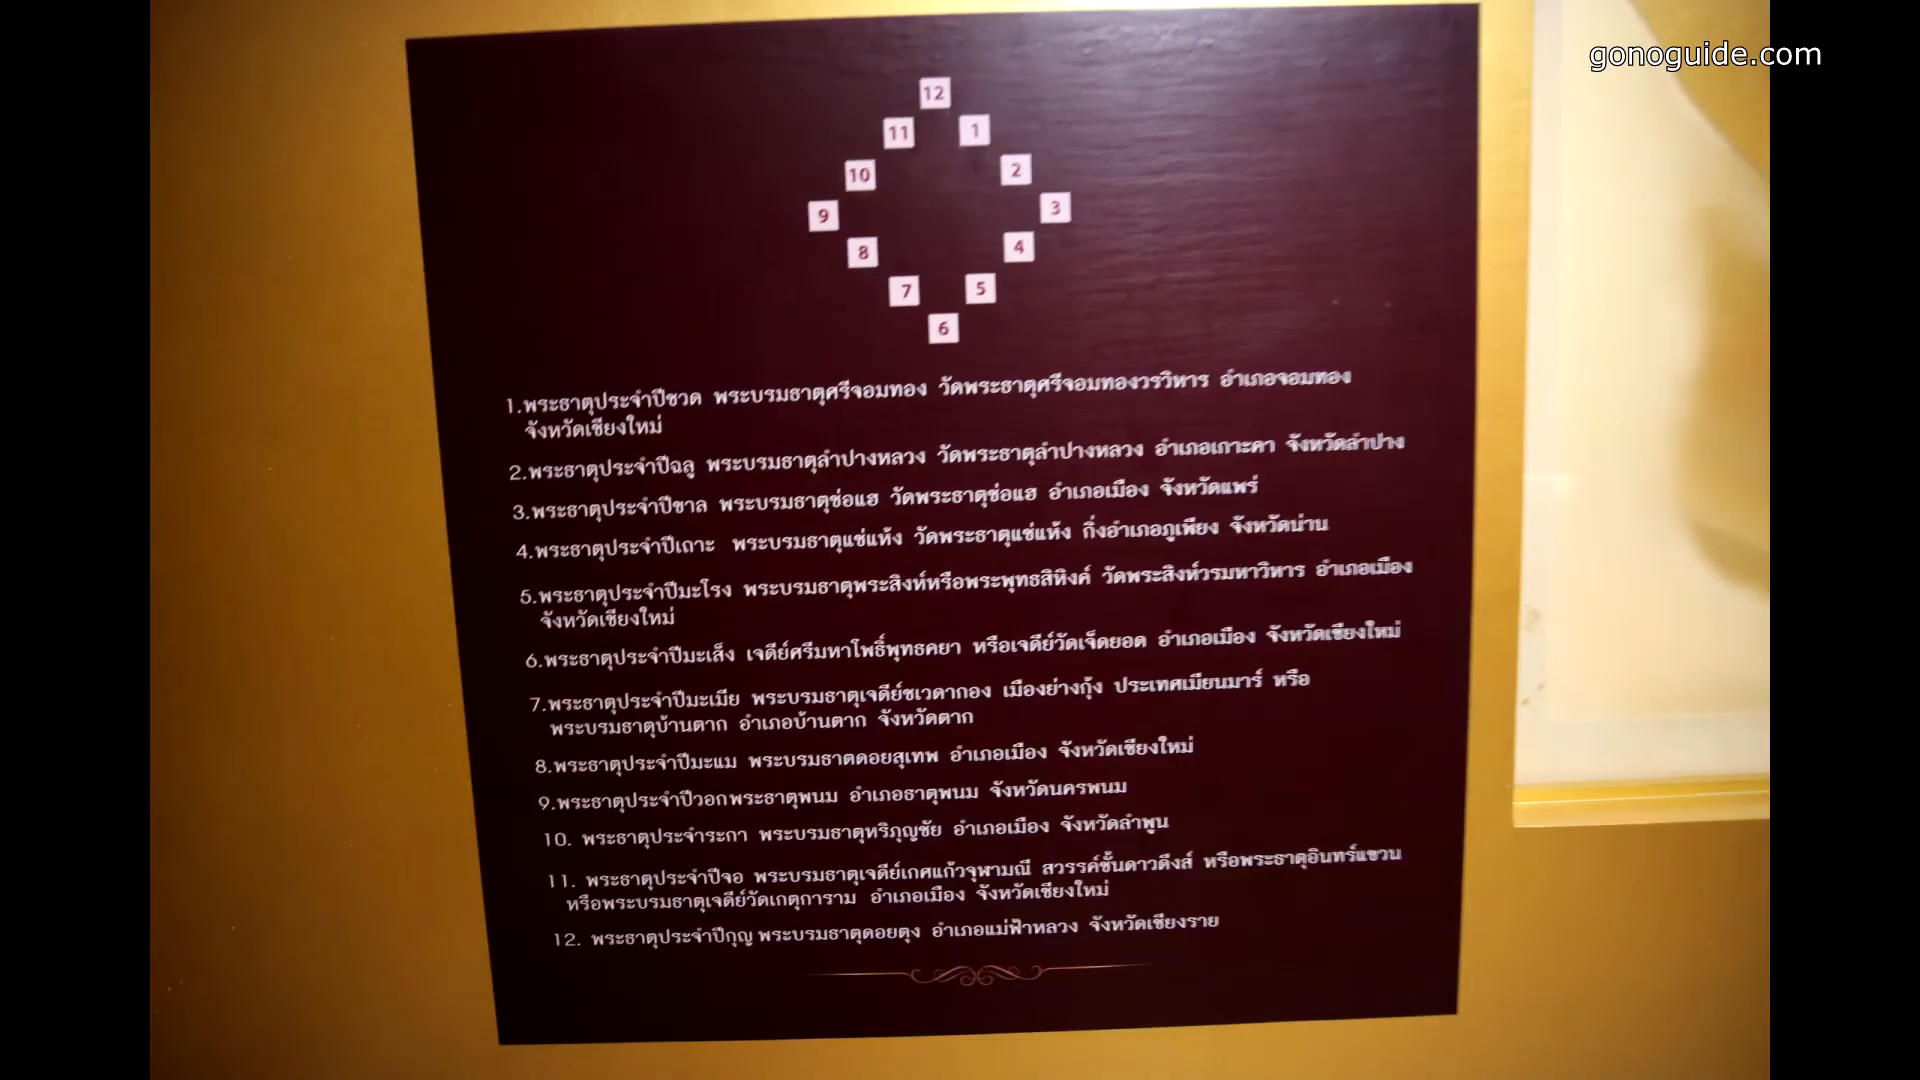 gonoguide.com
12
11 1
10 2
9 3
8 4
7 5
6
1.พระธาตุประจำปีชวด พระบรมธาตุศรีจอมทอง วัดพระธาตุศรีจอมทองวรวิหาร อำเภอจอมทอง
จังหวัดเชียงใหม่
2.พระธาตุประจำปีฉลู พระบรมธาตุลำปางหลวง วัดพระธาตุลำปางหลวง อำเภอเกาะคา จังหวัดลำปาง
3.พระธาตุประจำปีขาล พระบรมธาตุช่อแฮ วัดพระธาตุช่อแฮ อำเภอเมือง จังหวัดแพร่
4.พระธาตุประจำปีเถาะ พระบรมธาตุแช่แห้ง วัดพระธาตุแช่แห้ง กิ่งอำเภอภูเพียง จังหวัดน่าน
5.พระธาตุประจำปีมะโรง พระบรมธาตุพระสิงห์หรือพระพุทธสิหิงค์ วัดพระสิงห์วรมหาวิหาร อำเภอเมือง
จังหวัดเชียงใหม่
6.พระธาตุประจำปีมะเส็ง เจดีย์ศรีมหาโพธิ์พุทธคยา หรือเจดีย์วัดเจ็ดยอด อำเภอเมือง จังหวัดเชียงใหม่
7.พระธาตุประจำปีมะเมีย พระบรมธาตุเจดีย์ชเวดากอง เมืองย่างกุ้ง ประเทศเมียนมาร์ หรือ
พระบรมธาตุบ้านตาก อำเภอบ้านตาก จังหวัดตาก
8.พระธาตุประจำปีมะแม พระบรมธาตดอยสุเทพ อำเภอเมือง จังหวัดเชียงใหม่
9.พระธาตุประจำปีวอกพระธาตุพนม อำเภอธาตุพนม จังหวัดนครพนม
10. พระธาตุประจำระกา พระบรมธาตุหริภุญชัย อำเภอเมือง จังหวัดลำพูน
11. พระธาตุประจำปีจอ พระบรมธาตุเจดีย์เกศแก้วจุฬามณี สวรรค์ชั้นดาวดึงส์ หรือพระธาตุอินทร์แขวน
หรือพระบรมธาตุเจดีย์วัดเกตุการาม อำเภอเมือง จังหวัดเชียงใหม่
12. พระธาตุประจำปีกุญ พระบรมธาตุดอยตุง อำเภอแม่ฟ้าหลวง จังหวัดเชียงราย